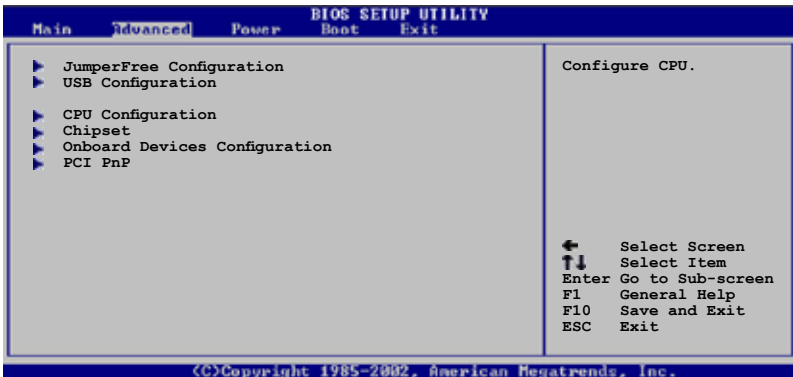 BIOS SETUP UTILITY
Main Advanced Power Boot Exit
JumperFree Configuration
USB Configuration
CPU Configuration
Chipset
Onboard Devices Configuration
PCI PnP
Configure CPU.
← Select Screen
↑↓ Select Item
Enter Go to Sub-screen
F1 General Help
F10 Save and Exit
ESC Exit
(C)Copyright 1985-2002, American Megatrends, Inc.